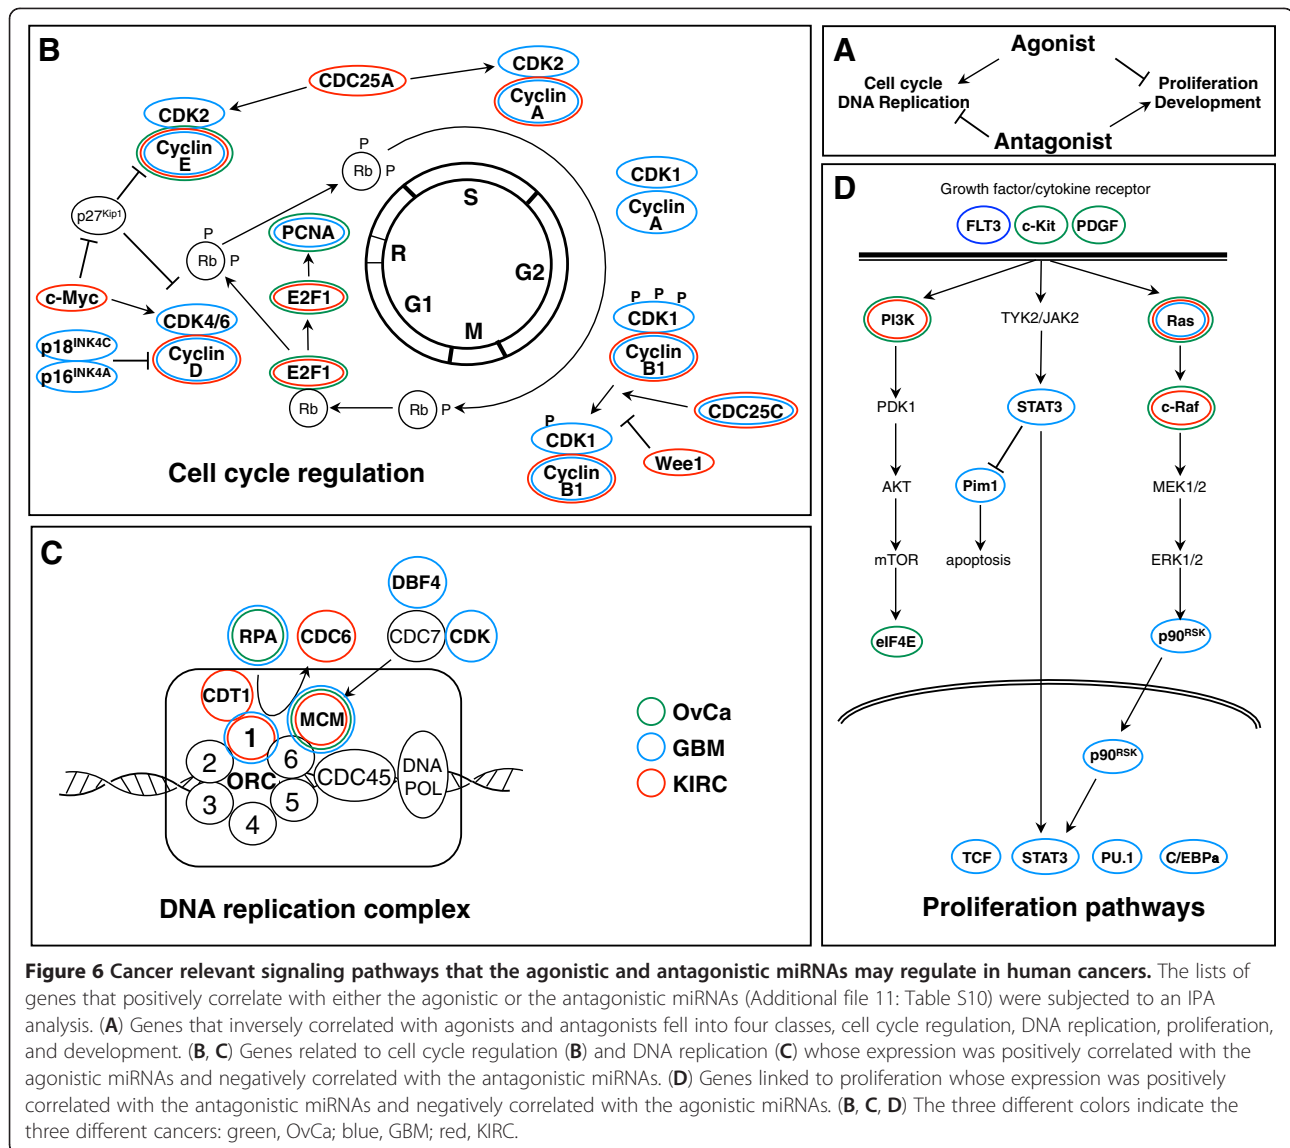 B
CDC25A
CDK2
Cyclin
A
CDK2
Cyclin
E
P
Rb P
p27Kip1
P
Rb P
PCNA
S
R
G2
G1
M
CDK1
Cyclin
A
c-Myc
E2F1
CDK4/6
Cyclin
D
p18INK4C
p16INK4A
E2F1
Rb
Rb P
P P P
CDK1
Cyclin
B1
CDC25C
P
CDK1
Cyclin
B1
Wee1
Cell cycle regulation
A
Agonist
Cell cycle
DNA Replication
Proliferation
Development
Antagonist
C
DBF4
RPA
CDC6
CDC7
CDK
CDT1
MCM
1
2
6
ORC
3
5
4
CDC45
DNA
POL
OvCa
GBM
KIRC
DNA replication complex
D
Growth factor/cytokine receptor
FLT3 c-Kit PDGF
PI3K
TYK2/JAK2
Ras
PDK1
STAT3
c-Raf
AKT
Pim1
MEK1/2
mTOR
apoptosis
ERK1/2
eIF4E
p90RSK
p90RSK
TCF STAT3 PU.1 C/EBPa
Proliferation pathways
Figure 6 Cancer relevant signaling pathways that the agonistic and antagonistic miRNAs may regulate in human cancers. The lists of
genes that positively correlate with either the agonistic or the antagonistic miRNAs (Additional file 11: Table S10) were subjected to an IPA
analysis. (A) Genes that inversely correlated with agonists and antagonists fell into four classes, cell cycle regulation, DNA replication, proliferation,
and development. (B, C) Genes related to cell cycle regulation (B) and DNA replication (C) whose expression was positively correlated with the
agonistic miRNAs and negatively correlated with the antagonistic miRNAs. (D) Genes linked to proliferation whose expression was positively
correlated with the antagonistic miRNAs and negatively correlated with the agonistic miRNAs. (B, C, D) The three different colors indicate the
three different cancers: green, OvCa; blue, GBM; red, KIRC.